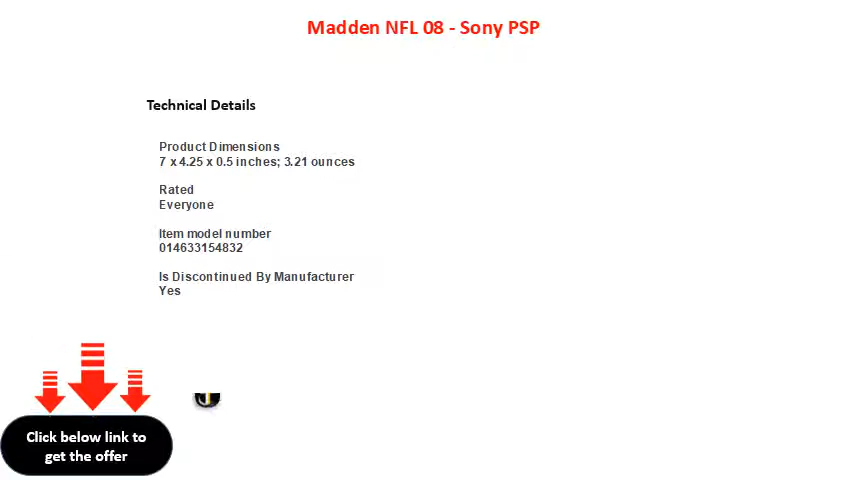 Madden NFL 08 - Sony PSP
Technical Details
Product Dimensions
7 x 4.25 x 0.5 inches; 3.21 ounces
Rated
Everyone
Item model number
014633154832
Is Discontinued By Manufacturer
Yes
Click below link to
get the offer